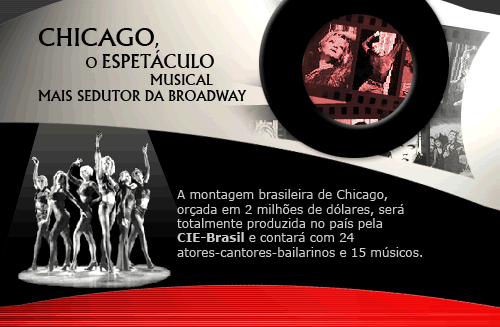 CHICAGO,
O ESPETÁCULO
MUSICAL
MAIS SEDUTOR DA BROADWAY
A montagem brasileira de Chicago,
orçada em 2 milhões de dólares, será
totalmente produzida no país pela
CIE-Brasil e contará com 24
atores-cantores-bailarinos e 15 músicos.